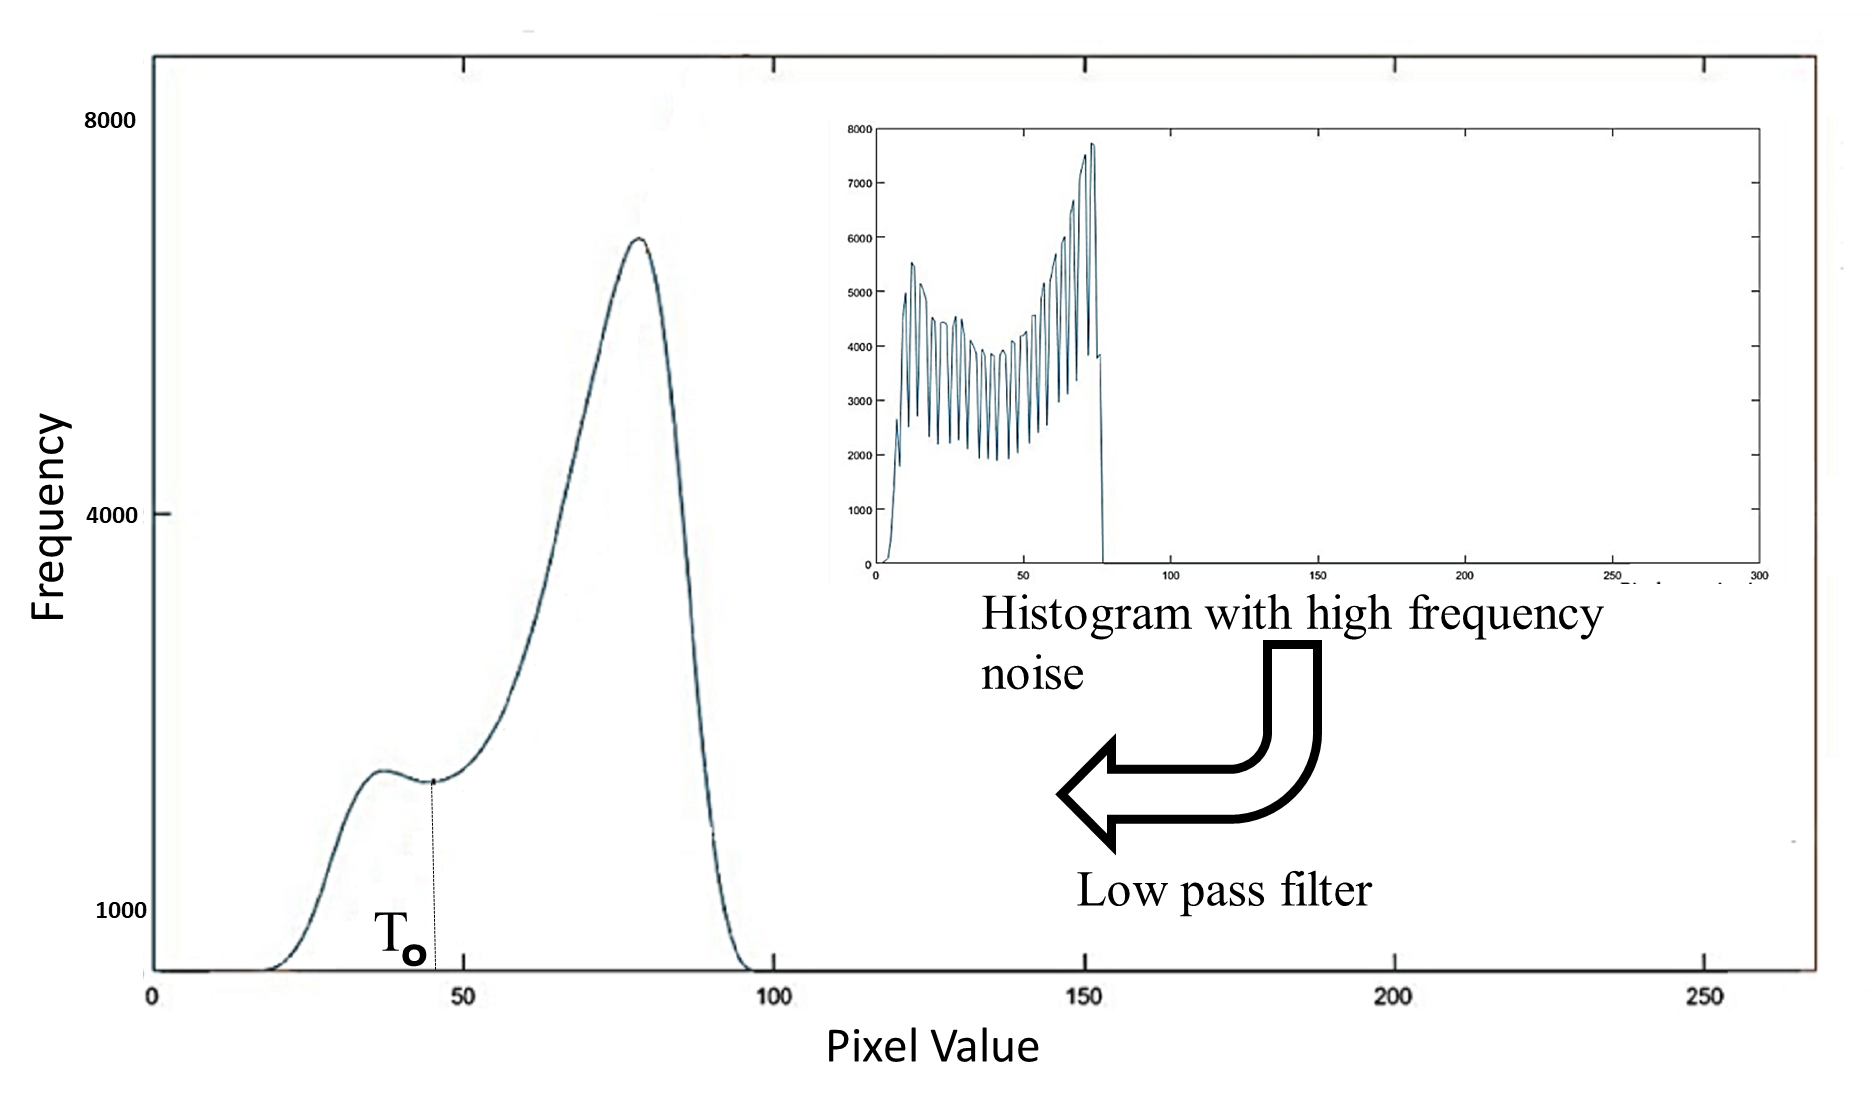 8000
4000
1000
Frequency
0 50 100 150 200 250
Pixel Value
T
o
8000
7000
6000
5000
4000
3000
2000
1000
0
0 50 100 150 200 250 300
Histogram with high frequency
noise
Low pass filter